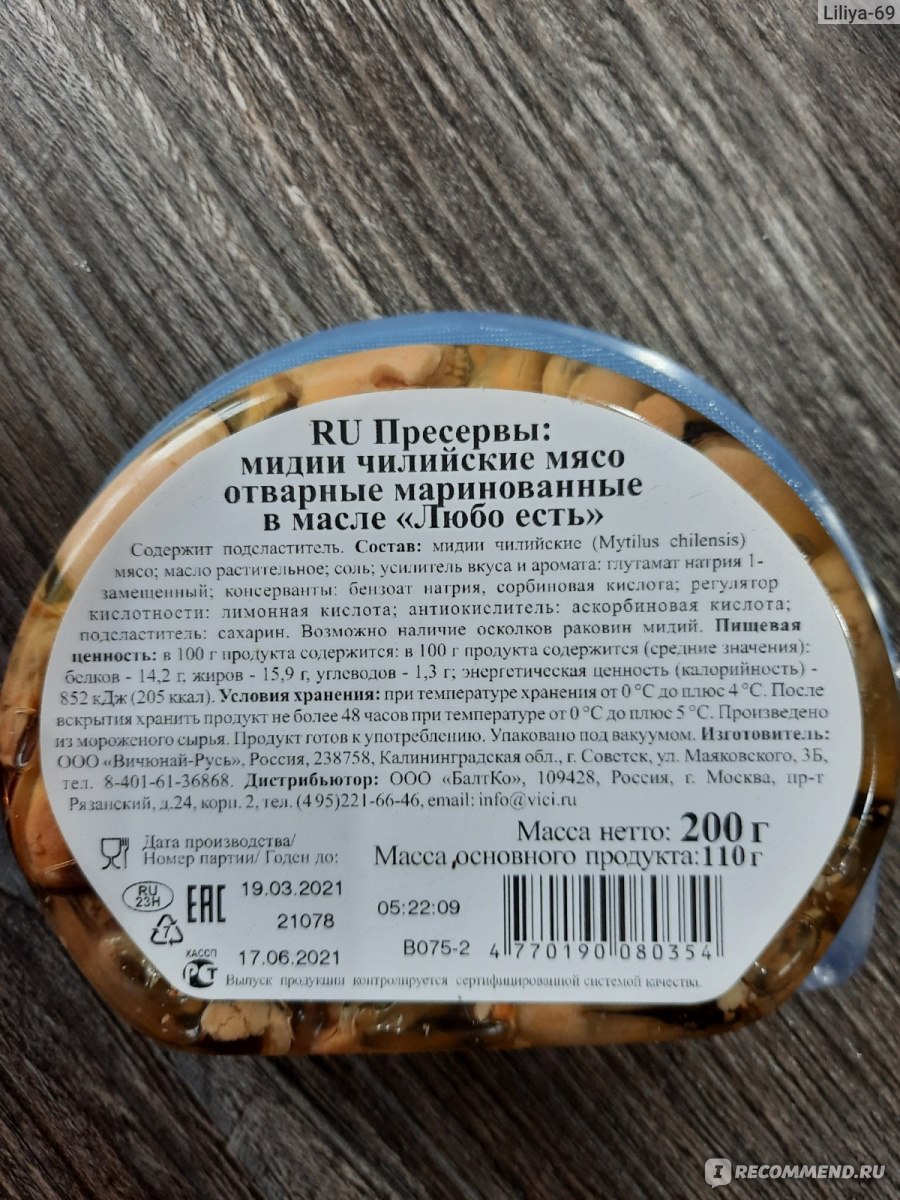 Liliya-69
RU Пресервы:
мидии чилийские мясо
отварные маринованные
в масле «Любо есть»
Содержит подсластитель. Состав: мидии чилийские (Mytilus chilensis)
мясо; масло растительное; соль; усилитель вкуса и аромата: глутамат натрия 1-
замещенный; консерванты: бензоат натрия, сорбиновая кислота; регулятор
кислотности: лимонная кислота; антиокислитель: аскорбиновая кислота;
подсластитель: сахарин. Возможно наличие осколков раковин мидий. Пищевая
ценность: в 100 г продукта содержится: в 100 г продукта содержится (средние значения):
белков - 14,2 г, жиров - 15,9 г, углеводов - 1,3 г; энергетическая ценность (калорийность) -
852 кДж (205 ккал). Условия хранения: при температуре хранения от 0 °С до плюс 4 °С. После
вскрытия хранить продукт не более 48 часов при температуре от 0 °С до плюс 5 °С. Произведено
из мороженого сырья. Продукт готов к употреблению. Упаковано под вакуумом. Изготовитель:
ООО «Вичюнай-Русь», Россия, 238758, Калининградская обл., г. Советск, ул. Маяковского, 3Б,
тел. 8-401-61-36868. Дистрибьютор: ООО «БалтКо», 109428, Россия, г. Москва, пр-т
Рязанский, д.24, корп. 2, тел. (495)221-66-46, email: info@vici.ru
Масса нетто: 200 г
Масса основного продукта: 110 г
Дата производства/
Номер партии/ Годен до:
RU
23H
EAC
7
19.03.2021
21078
17.06.2021
05:22:09
B075-2
4 770190 080354
ХАССП
РСТ
Выпуск продукции контролируется сертифицированной системой качества.
IRECOMMEND.RU